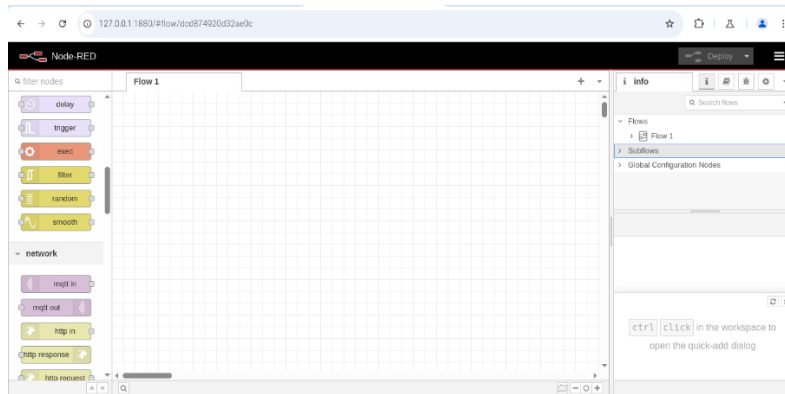 127.0.0.1:1880/#flow/dcd874920d32ae0c
Node-RED
Deploy
filter nodes
Flow 1
info
Search flows
delay
trigger
exec
filter
random
smooth
network
mqtt in
mqtt out
http in
http response
http request
Flows
Flow 1
Subflows
Global Configuration Nodes
ctrl click in the workspace to
open the quick-add dialog